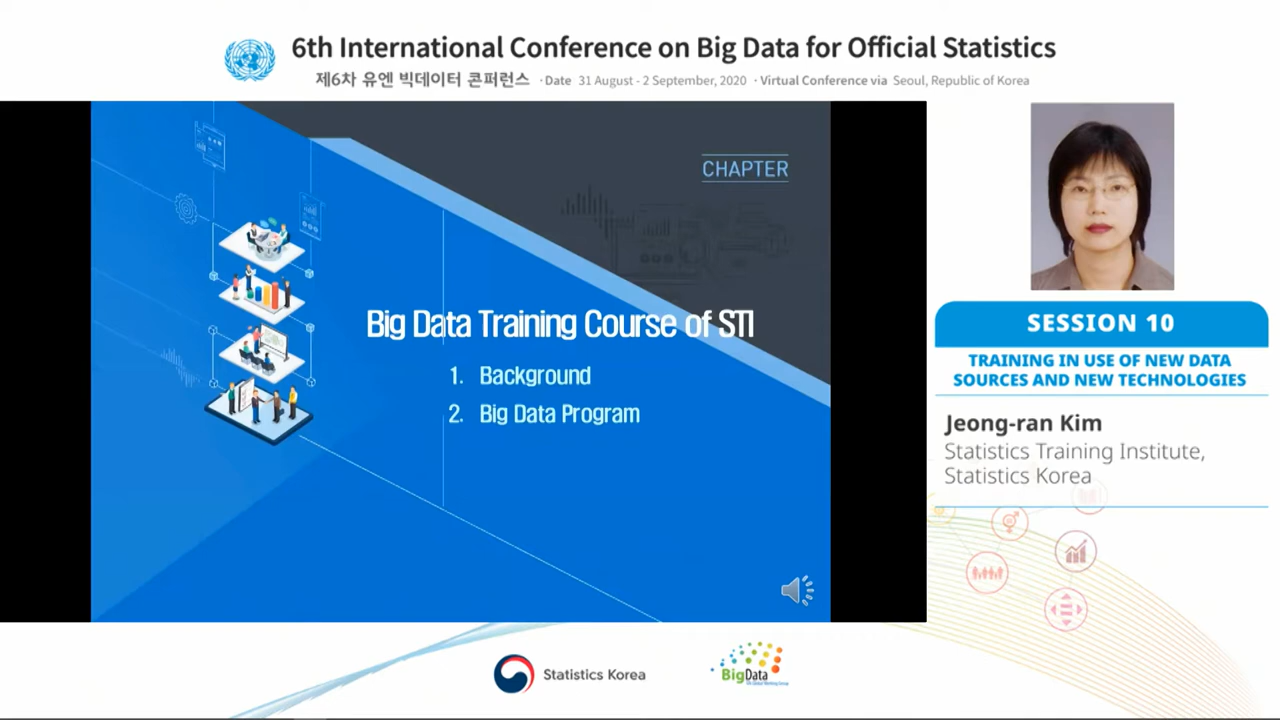 6th International Conference on Big Data for Official Statistics
제6차 유엔 빅데이터 콘퍼런스 · Date 31 August - 2 September, 2020 · Virtual Conference via Seoul, Republic of Korea
CHAPTER
Big Data Training Course of STI
1. Background
2. Big Data Program
SESSION 10
TRAINING IN USE OF NEW DATA
SOURCES AND NEW TECHNOLOGIES
Jeong-ran Kim
Statistics Training Institute,
Statistics Korea
Statistics Korea
BigData